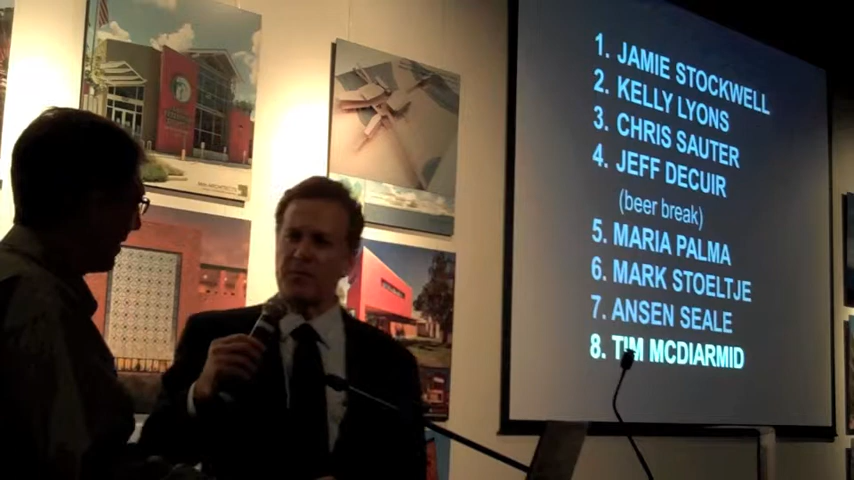 1. JAMIE STOCKWELL
2. KELLY LYONS
3. CHRIS SAUTER
4. JEFF DECUIR
(beer break)
5. MARIA PALMA
6. MARK STOELTJE
7. ANSEN SEALE
8. TIM MCDIARMID